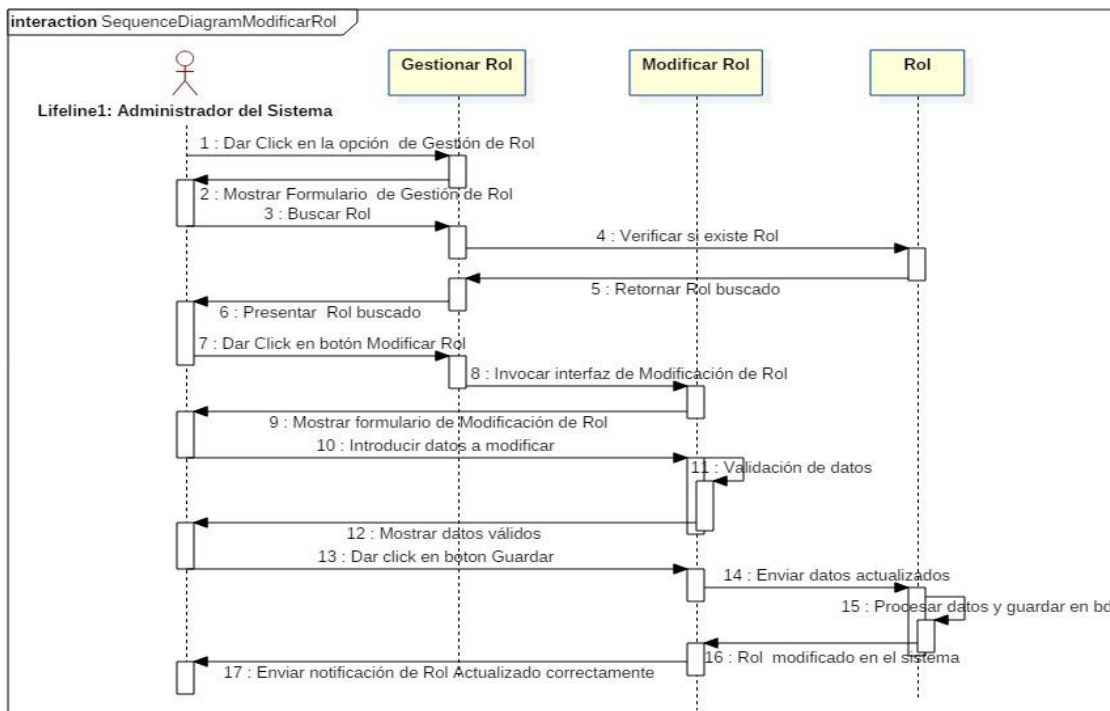 interaction SequenceDiagramModificarRol
Gestionar Rol
Modificar Rol
Rol
Lifeline1: Administrador del Sistema
1 : Dar Click en la opción de Gestión de Rol
2 : Mostrar Formulario de Gestión de Rol
3 : Buscar Rol
4 : Verificar si existe Rol
5 : Retornar Rol buscado
6 : Presentar Rol buscado
7 : Dar Click en botón Modificar Rol
8 : Invocar interfaz de Modificación de Rol
9 : Mostrar formulario de Modificación de Rol
10 : Introducir datos a modificar
11 : Validación de datos
12 : Mostrar datos válidos
13 : Dar click en boton Guardar
14 : Enviar datos actualizados
15 : Procesar datos y guardar en bd
16 : Rol modificado en el sistema
17 : Enviar notificación de Rol Actualizado correctamente